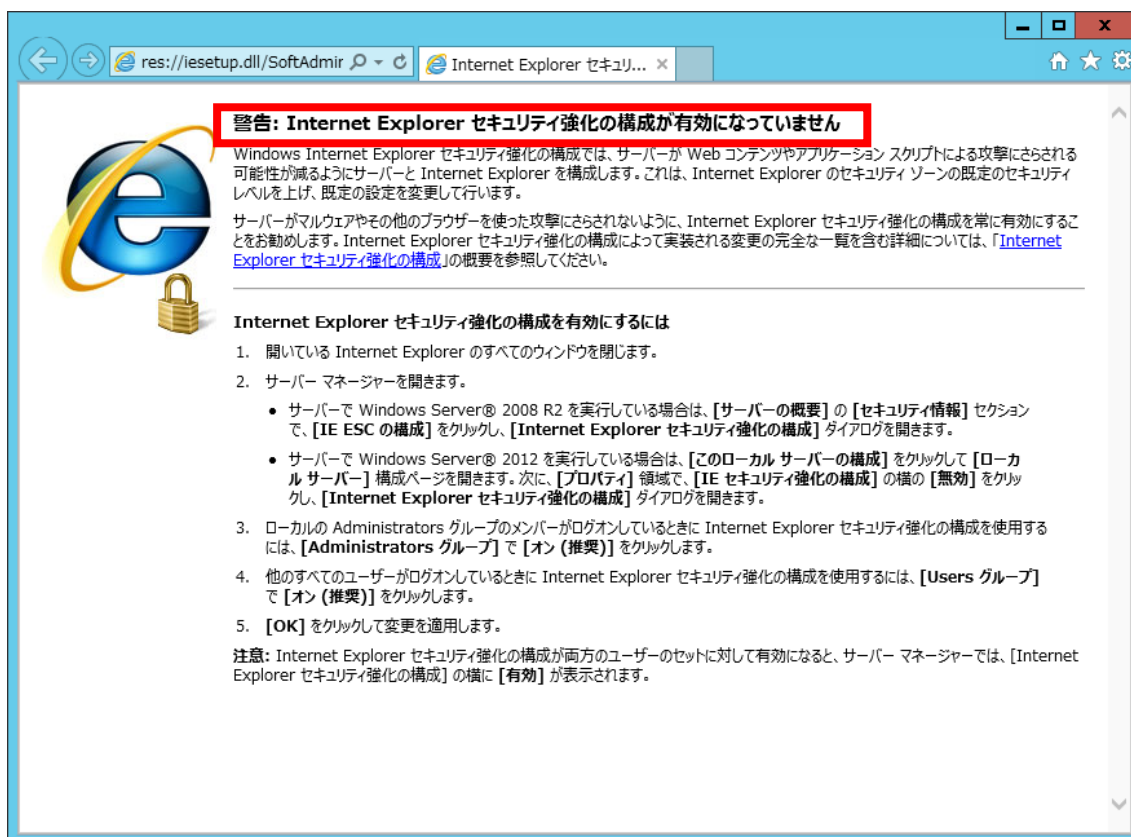 res://iesetup.dll/SoftAdmir
Internet Explorer セキュリ...
警告: Internet Explorer セキュリティ強化の構成が有効になっていません
Windows Internet Explorer セキュリティ強化の構成では、サーバーが Web コンテンツやアプリケーション スクリプトによる攻撃にさらされる
可能性が減るようにサーバーと Internet Explorer を構成します。これは、Internet Explorer のセキュリティ ゾーンの既定のセキュリティ
レベルを上げ、既定の設定を変更して行います。
サーバーがマルウェアやその他のブラウザーを使った攻撃にさらされないように、Internet Explorer セキュリティ強化の構成を常に有効にするこ
とをお勧めします。Internet Explorer セキュリティ強化の構成によって実装される変更の完全な一覧を含む詳細については、「Internet
Explorer セキュリティ強化の構成」の概要を参照してください。
Internet Explorer セキュリティ強化の構成を有効にするには
1. 開いている Internet Explorer のすべてのウィンドウを閉じます。
2. サーバー マネージャーを開きます。
• サーバーで Windows Server® 2008 R2 を実行している場合は、[サーバーの概要] の [セキュリティ情報] セクション
で、[IE ESC の構成] をクリックし、[Internet Explorer セキュリティ強化の構成] ダイアログを開きます。
• サーバーで Windows Server® 2012 を実行している場合は、[このローカル サーバーの構成] をクリックして [ローカ
ル サーバー] 構成ページを開きます。次に、[プロパティ] 領域で、[IE セキュリティ強化の構成] の横の [無効] をクリッ
クし、[Internet Explorer セキュリティ強化の構成] ダイアログを開きます。
3. ローカルの Administrators グループのメンバーがログオンしているときに Internet Explorer セキュリティ強化の構成を使用する
には、[Administrators グループ] で [オン (推奨)] をクリックします。
4. 他のすべてのユーザーがログオンしているときに Internet Explorer セキュリティ強化の構成を使用するには、[Users グループ]
で [オン (推奨)] をクリックします。
5. [OK] をクリックして変更を適用します。
注意: Internet Explorer セキュリティ強化の構成が両方のユーザーのセットに対して有効になると、サーバー マネージャーでは、[Internet
Explorer セキュリティ強化の構成] の横に [有効] が表示されます。